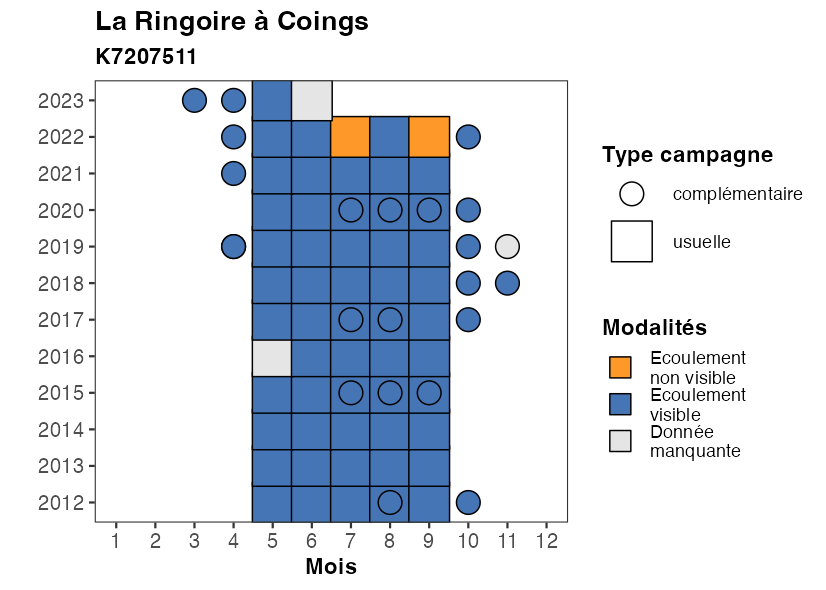 La Ringoire à Coings
K7207511
2023
2022
2021
2020
2019
2018
2017
2016
2015
2014
2013
2012
1 2 3 4 5 6 7 8 9 10 11 12
Mois
Type campagne
complémentaire
usuelle
Modalités
Ecoulement
non visible
Ecoulement
visible
Donnée
manquante